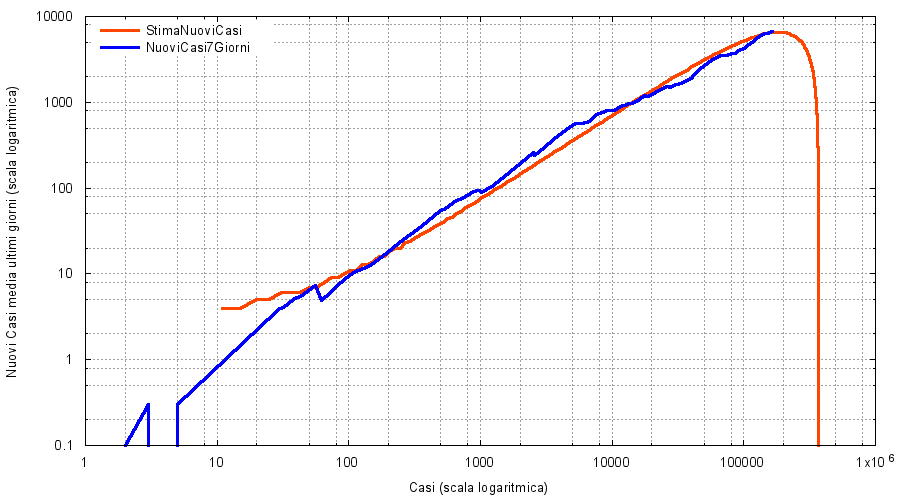 10000
1000
100
10
1
0.1
Nuovi Casi media ultimi giorni (scala logaritmica)
StimaNuoviCasi
NuoviCasi7Giorni
1 10 100 1000 10000 100000 1x10 6
Casi (scala logaritmica)